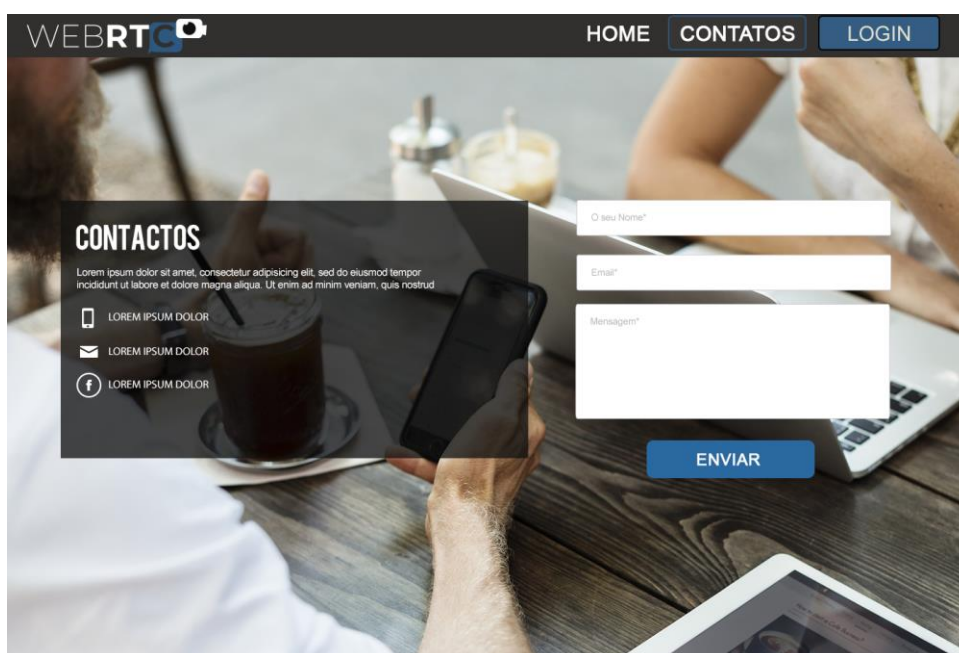 WEBRTC
HOME
CONTATOS
LOGIN
CONTACTOS
Lorem ipsum dolor sit amet, consectetur adipisicing elit, sed do eiusmod tempor
incididunt ut labore et dolore magna aliqua. Ut enim ad minim veniam, quis nostrud
LOREM IPSUM DOLOR
LOREM IPSUM DOLOR
f
LOREM IPSUM DOLOR
O seu Nome*
Email*
Mensagem*
ENVIAR